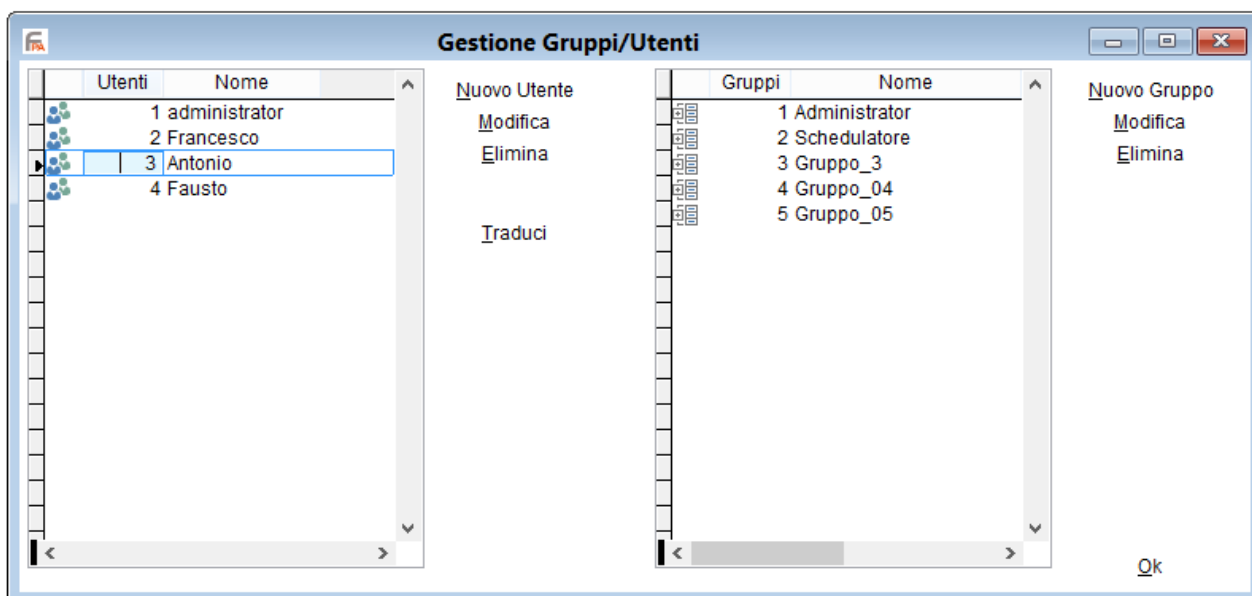 FPA
Gestione Gruppi/Utenti
Utenti Nome
1 administrator
2 Francesco
3 Antonio
4 Fausto
Nuovo Utente
Modifica
Elimina
Traduci
Gruppi Nome
1 Administrator
2 Schedulatore
3 Gruppo_3
4 Gruppo_04
5 Gruppo_05
Nuovo Gruppo
Modifica
Elimina
Ok